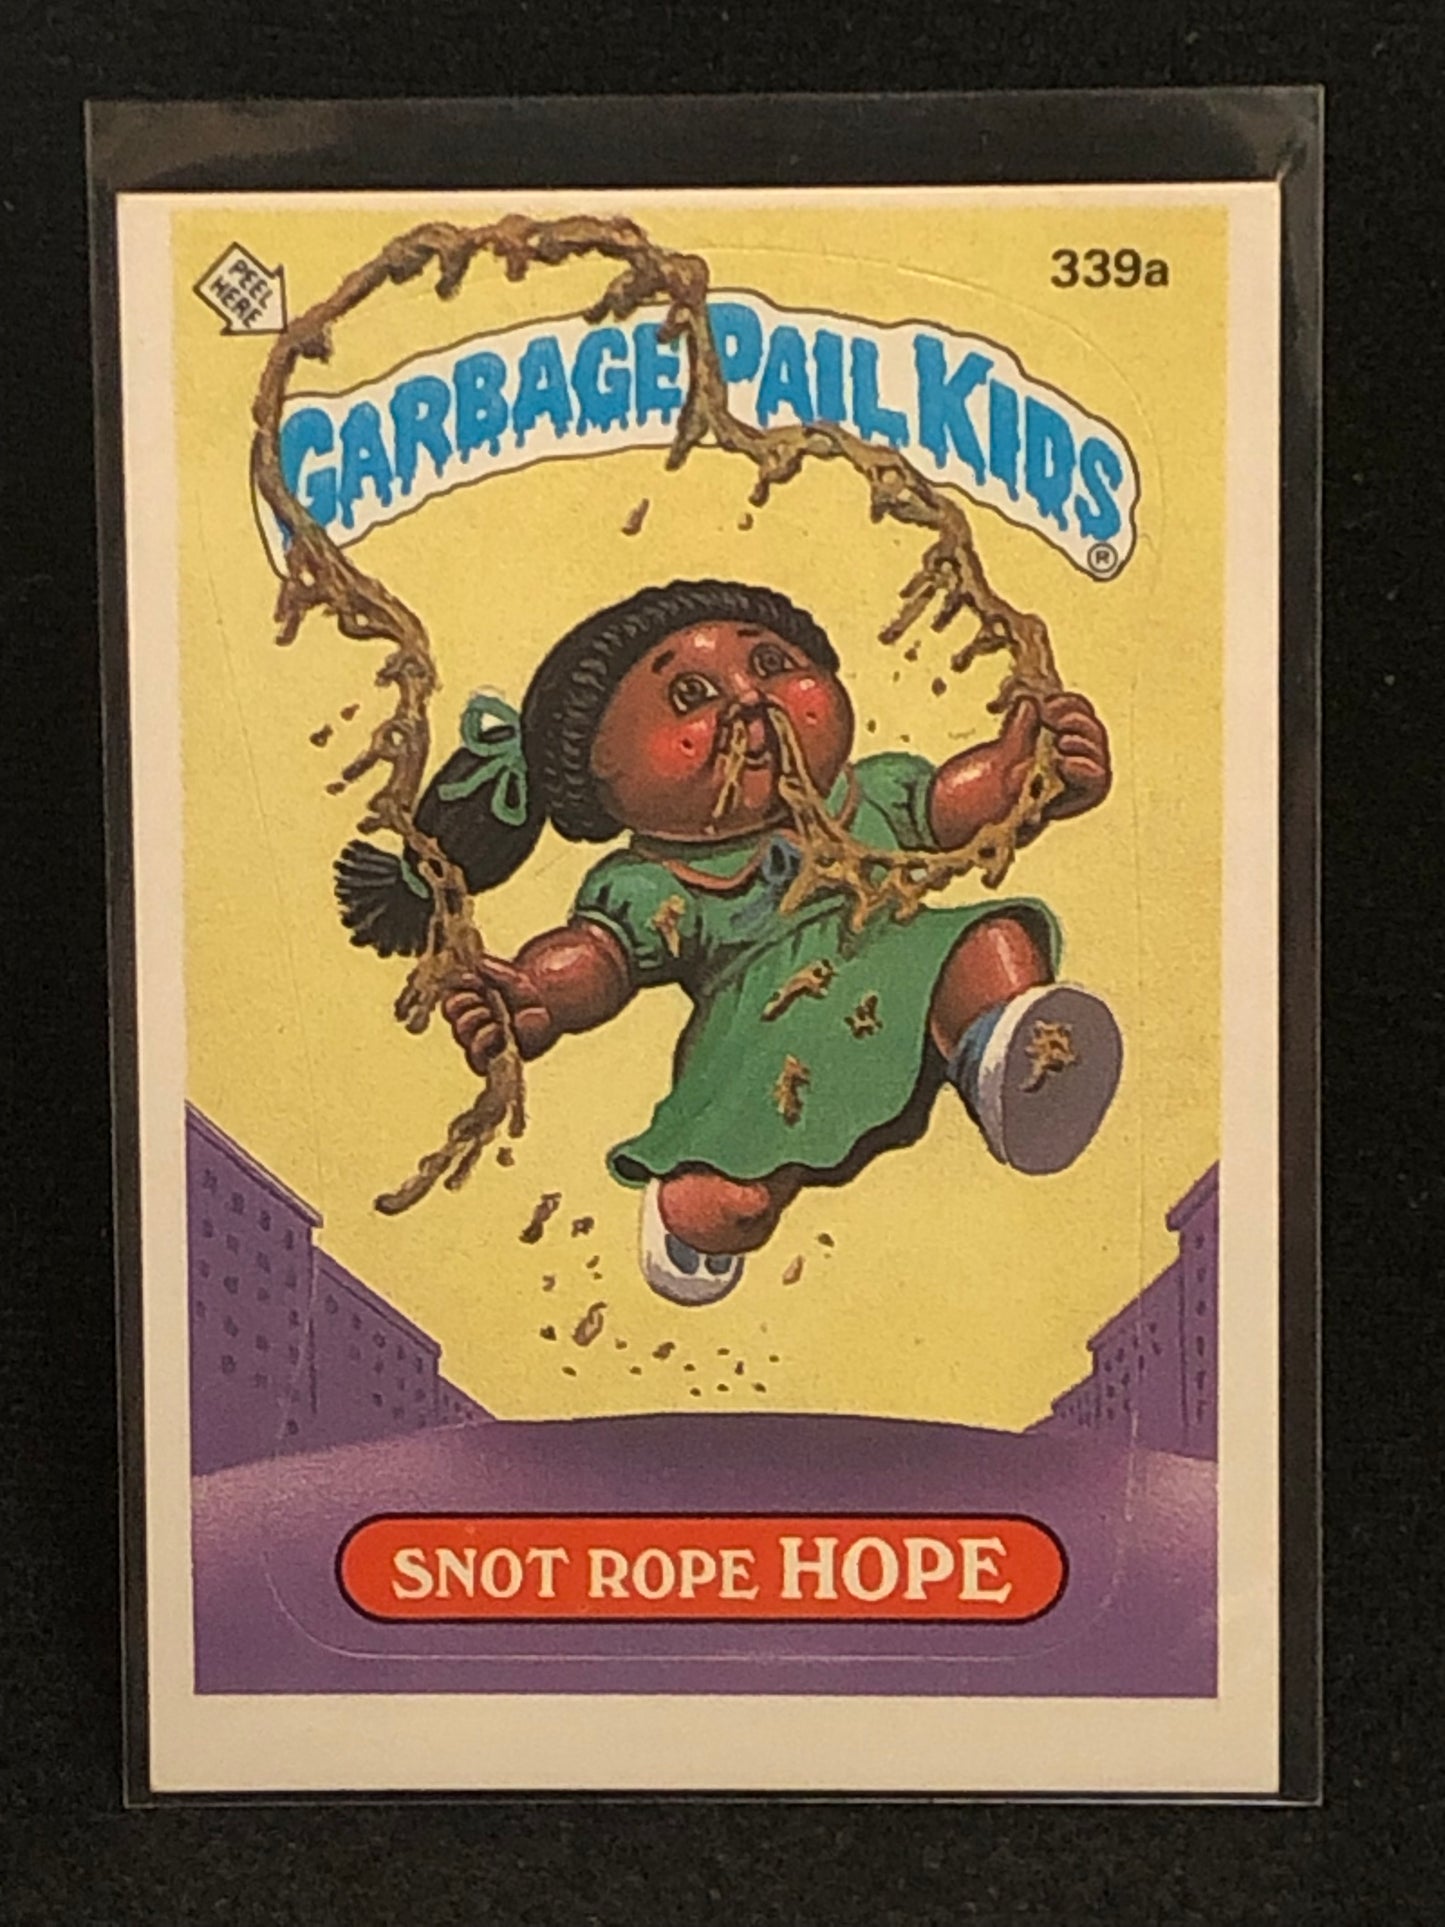 PEEL
HERE
339a
GARBAGE PAIL KIDS
®
SNOT ROPE HOPE